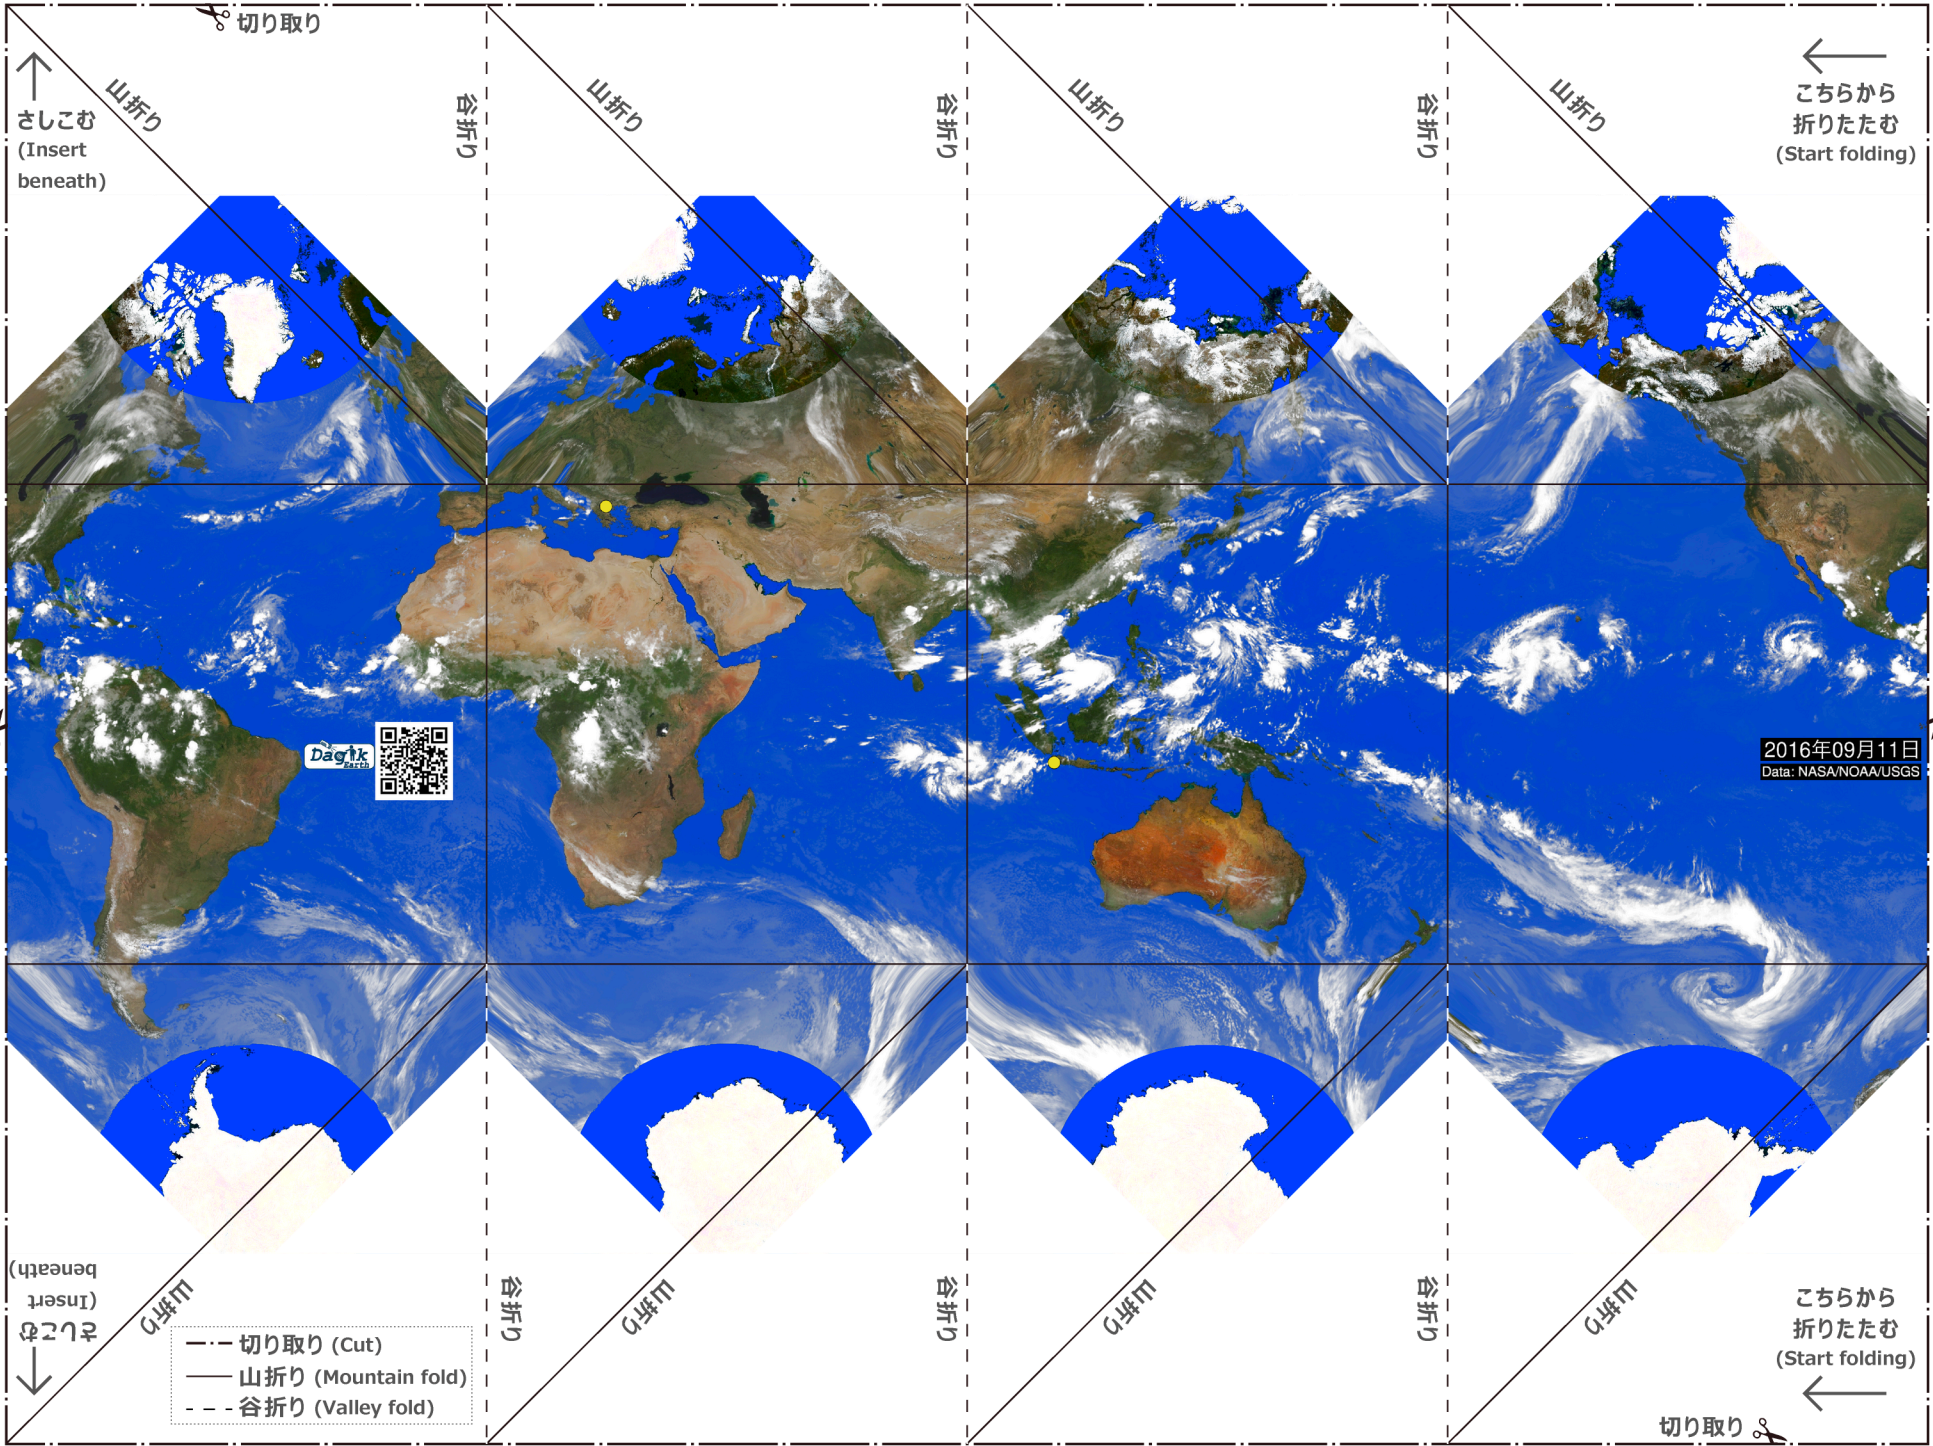 切り取り
さしこむ
(Insert
beneath)
山折り
谷折り
山折り
谷折り
山折り
谷折り
山折り
こちらから
折りたたむ
(Start folding)
Dagik
Earth
2016年09月11日
Data: NASA/NOAA/USGS
さしこむ
(Insert
beneath)
山折り
谷折り
山折り
谷折り
山折り
谷折り
山折り
こちらから
折りたたむ
(Start folding)
切り取り (Cut)
山折り (Mountain fold)
谷折り (Valley fold)
切り取り